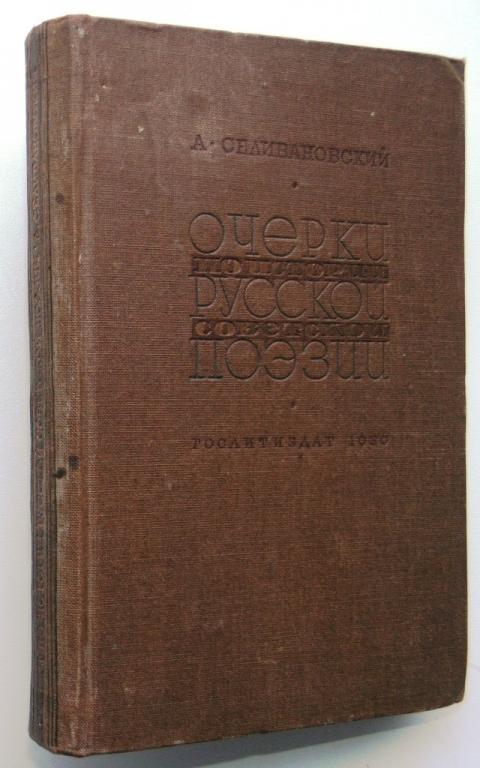 А. СЕЛИВАНОВСКИЙ
ОЧЕРКИ
ПО ИСТОРИИ
РУССКОЙ
СОВЕТСКОЙ
ПОЭЗИИ
ГОСЛИТИЗДАТ 1936